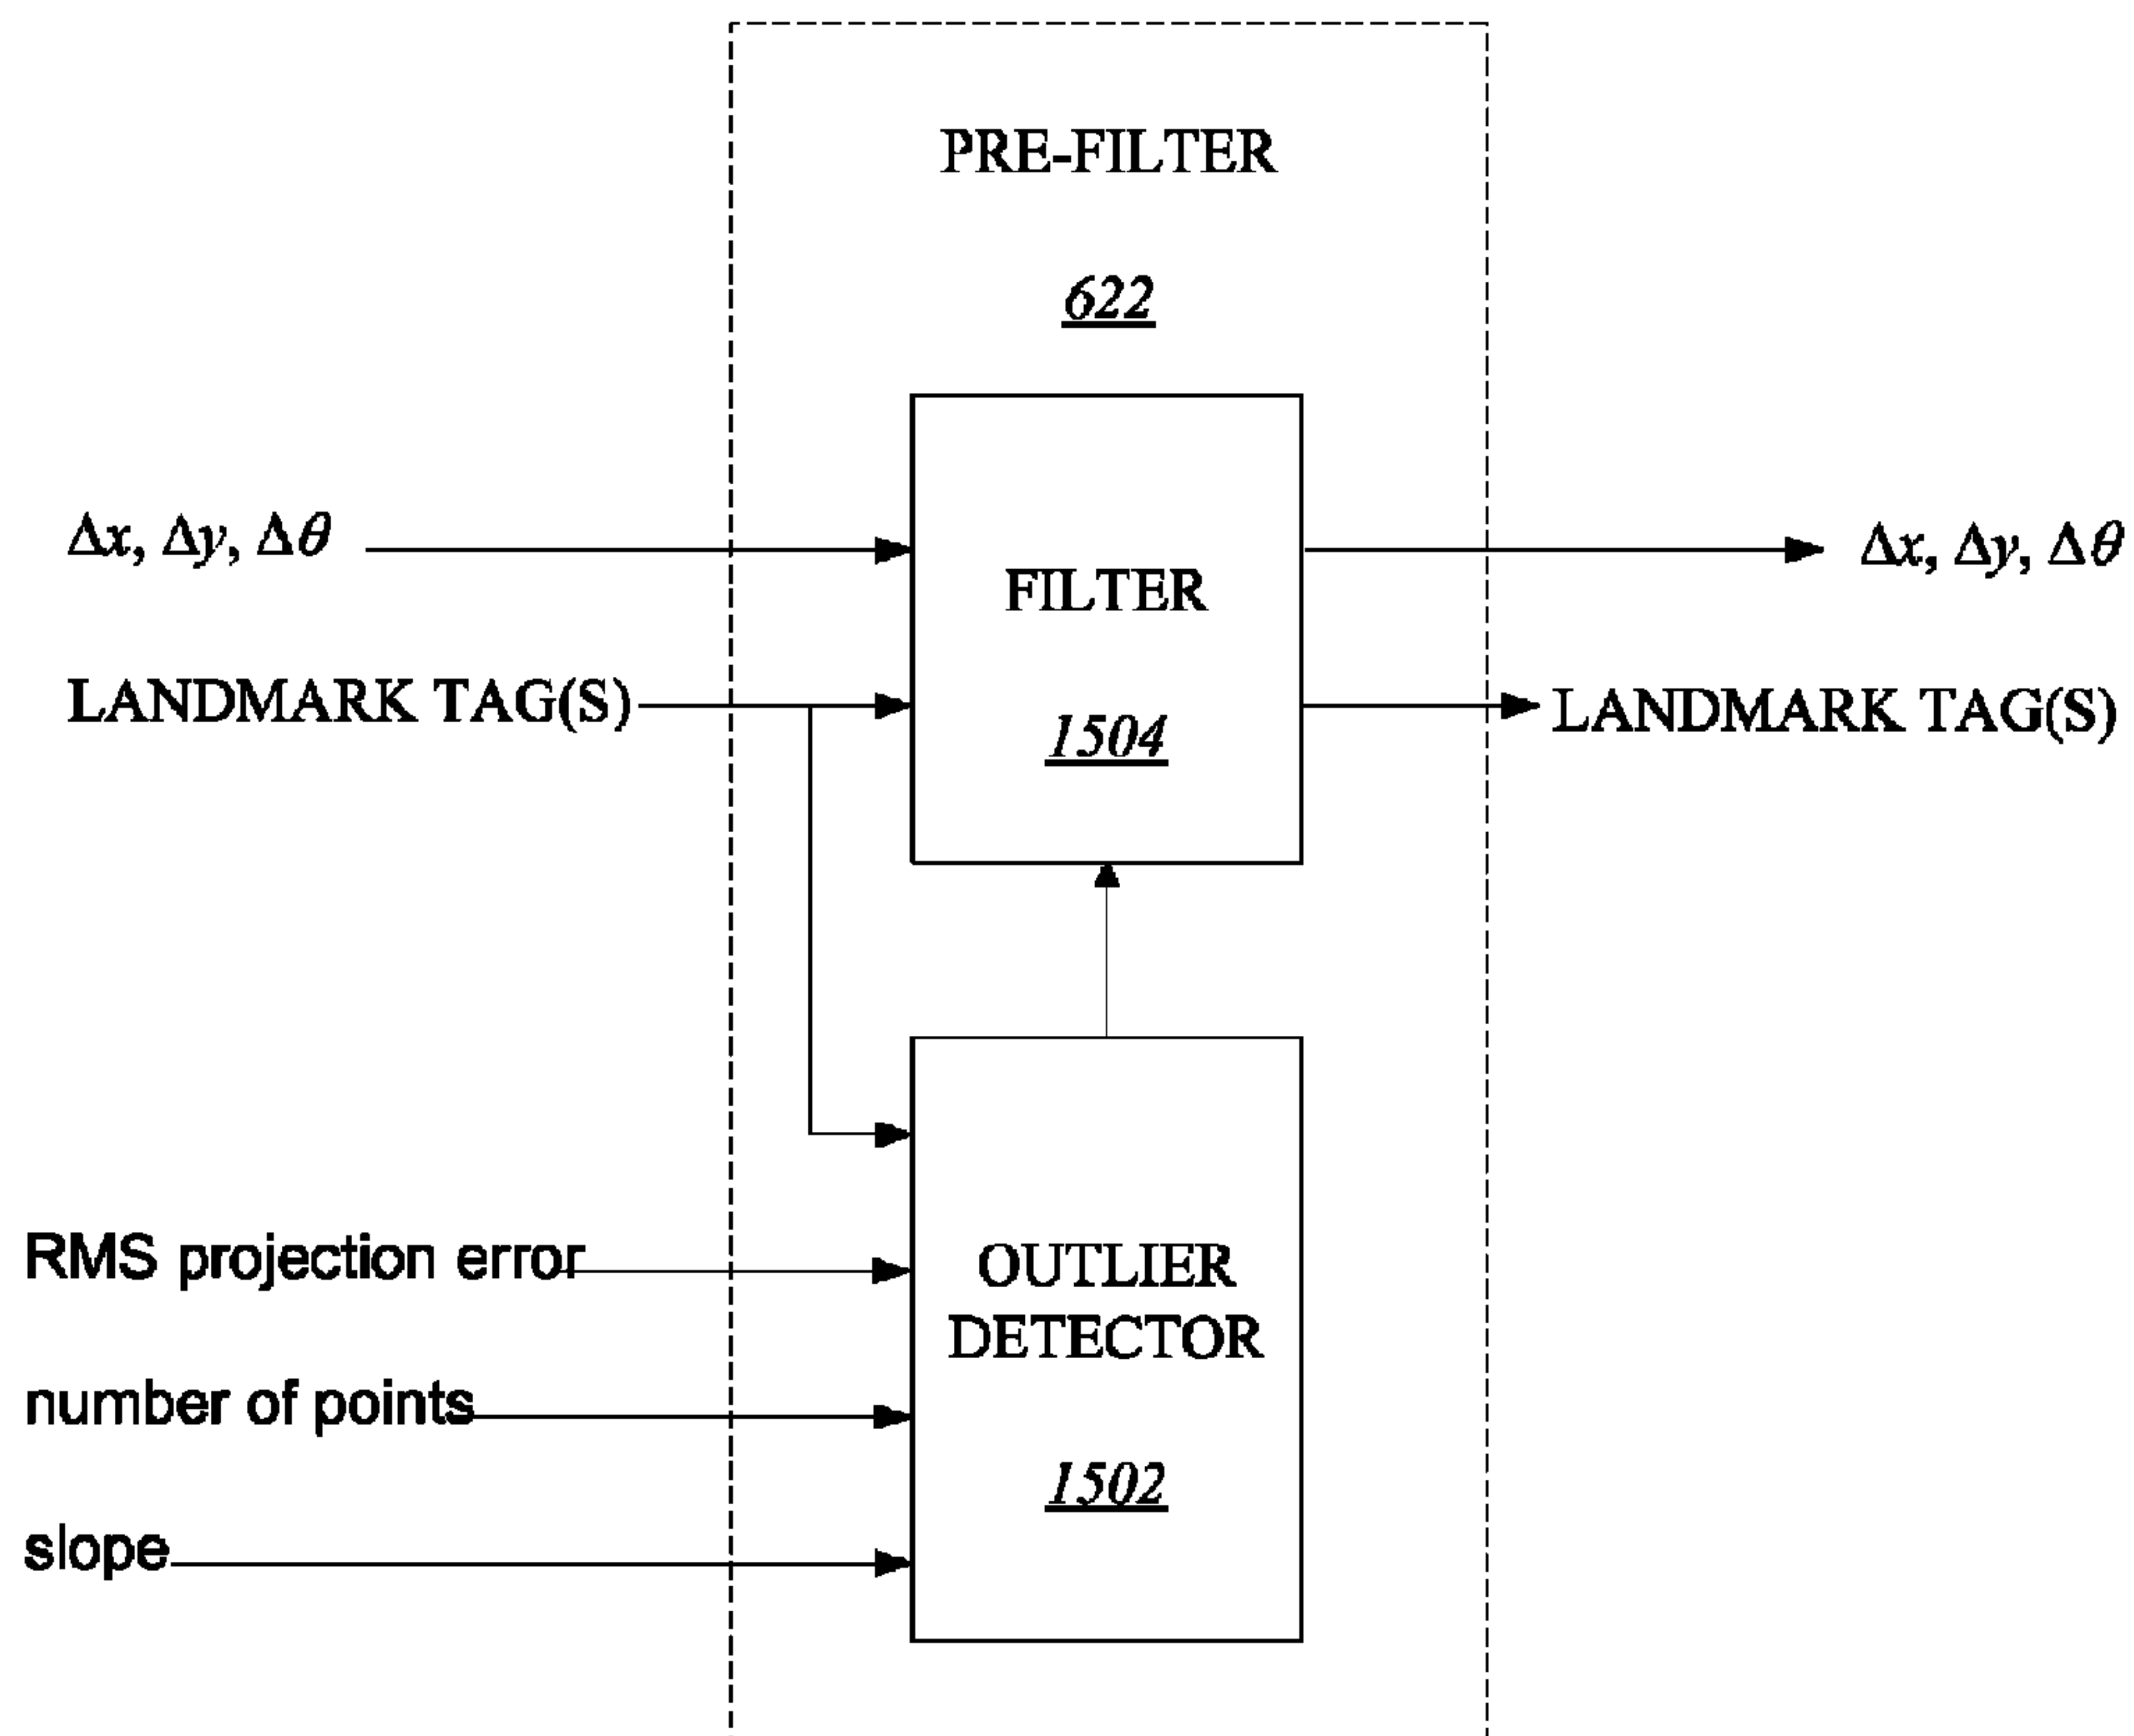 PRE-FILTER
622
Δx, Δy, Δθ
Δx, Δy, Δθ
FILTER
LANDMARK TAG(S)
LANDMARK TAG(S)
1504
RMS projection error
OUTLIER
DETECTOR
number of points
1502
slope